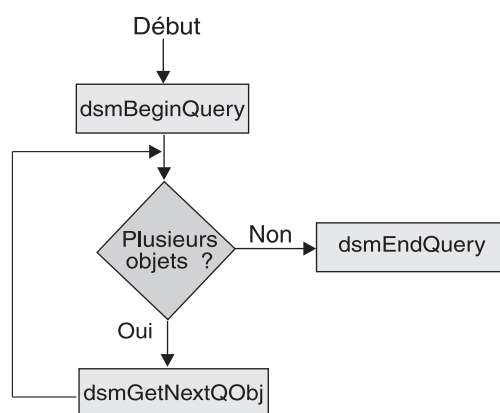 Début
dsmBeginQuery
Plusieurs
objets ?
Non
dsmEndQuery
Oui
dsmGetNextQObj